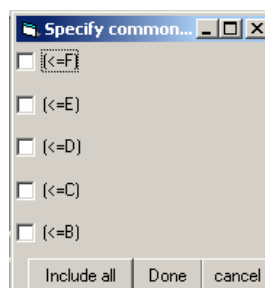 Specify common...
(<=F)
(<=E)
(<=D)
(<=C)
(<=B)
Include all Done cancel